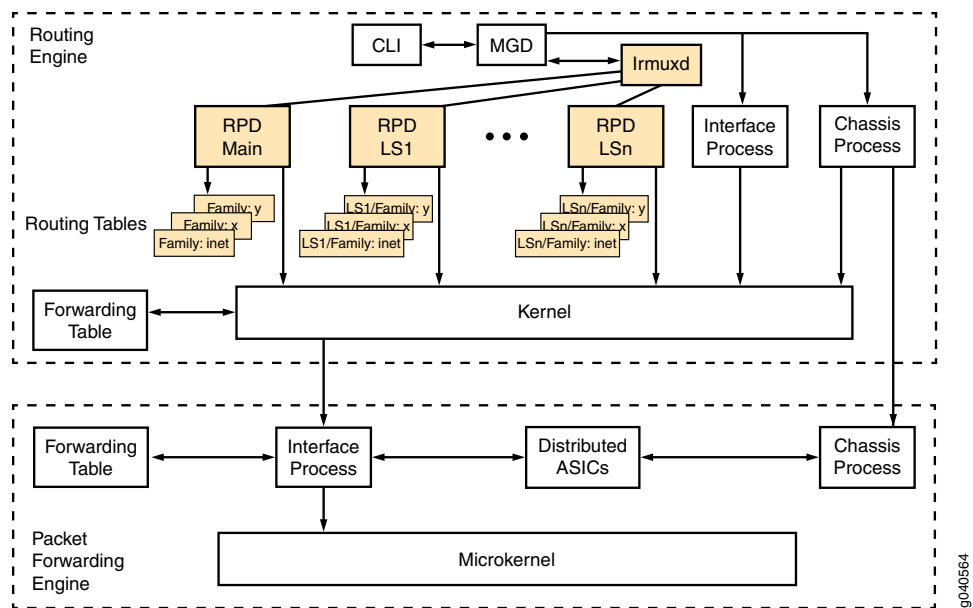 Routing
Engine
CLI
MGD
lrmuxd
RPD
Main
RPD
LS1
RPD
LSn
Interface
Process
Chassis
Process
Routing Tables
Family: y
Family: x
Family: inet
LS1/Family: y
LS1/Family: x
LS1/Family: inet
LSn/Family: y
LSn/Family: x
LSn/Family: inet
Forwarding
Table
Kernel
Forwarding
Table
Interface
Process
Distributed
ASICs
Chassis
Process
Packet
Forwarding
Engine
Microkernel
g040564